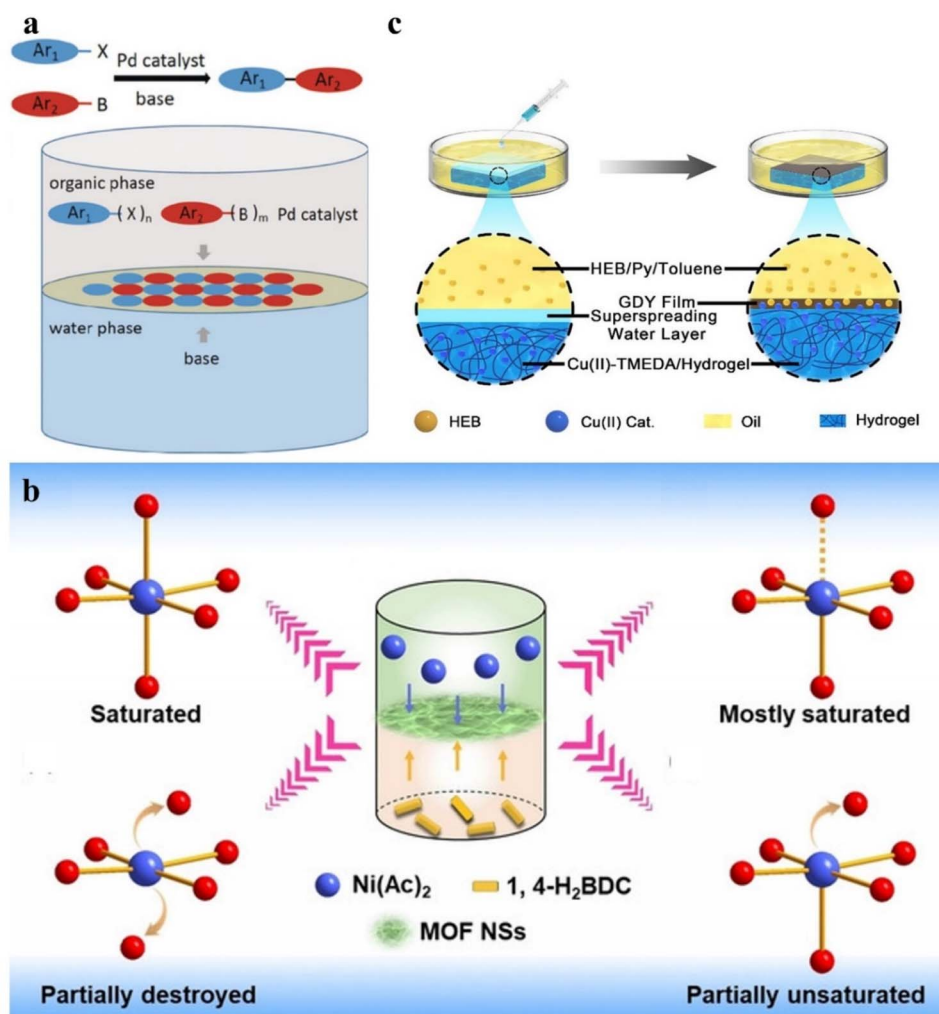 a
Ar₁ X
Pd catalyst
base
Ar₂ B
Ar₁ Ar₂
organic phase
Ar₁ (X)ₙ Ar₂ (B)ₘ Pd catalyst
water phase
base
c
HEB/Py/Toluene
GDY Film
Superspreading
Water Layer
Cu(II)-TMEDA/Hydrogel
HEB Cu(II) Cat. Oil Hydrogel
b
Saturated
Mostly saturated
Ni(Ac)₂ 1, 4-H₂BDC
MOF NSs
Partially destroyed
Partially unsaturated